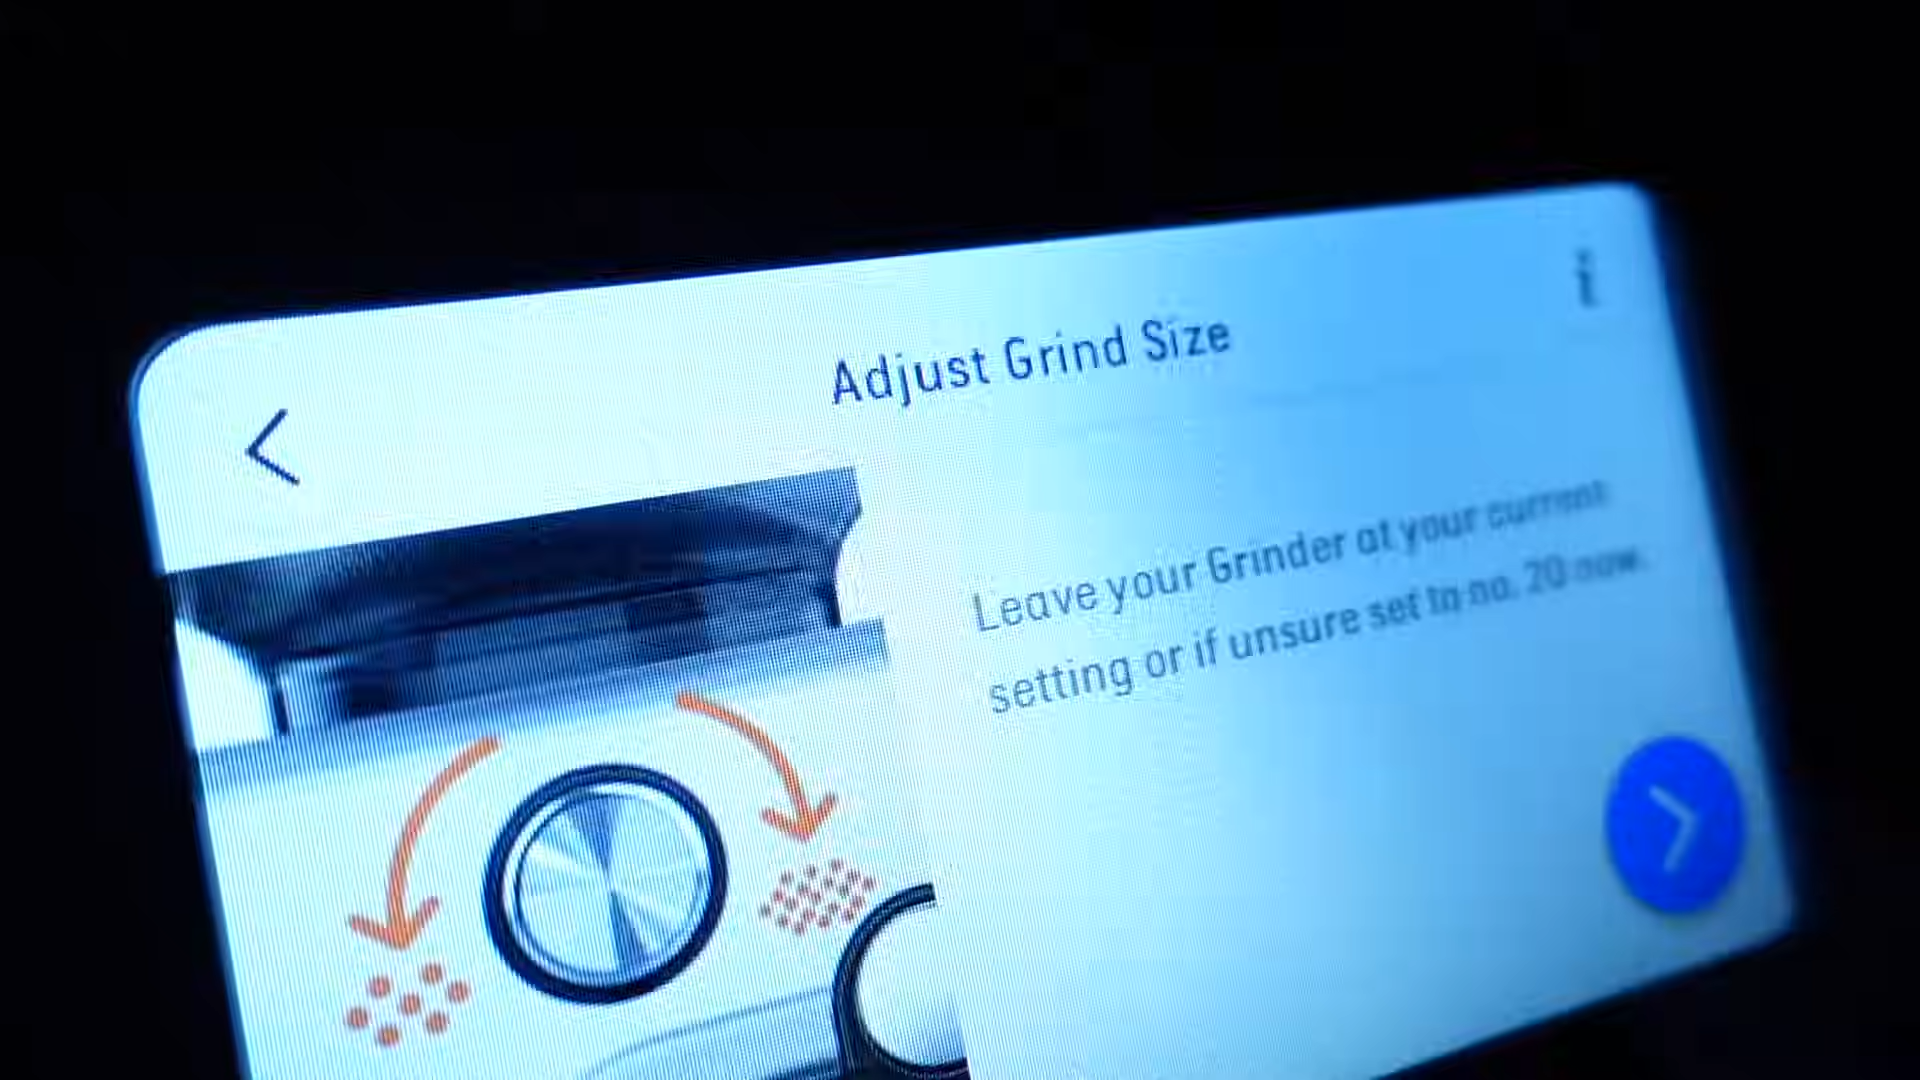 Adjust Grind Size
i
Leave your Grinder at your current
setting or if unsure set to no. 20 now.